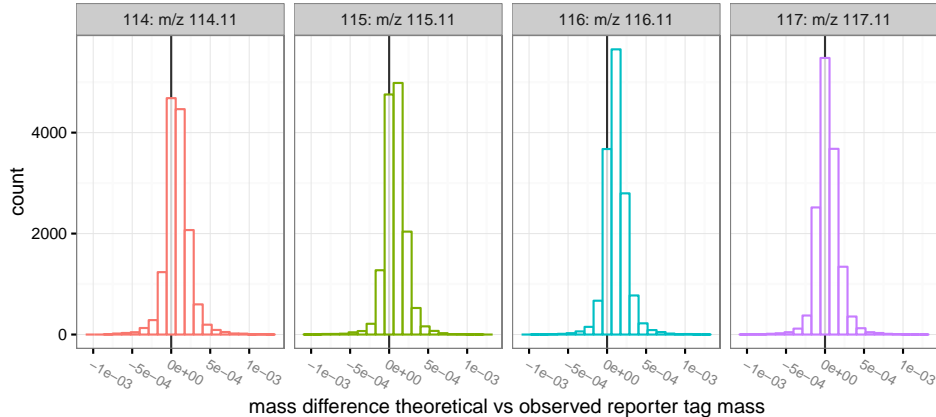 114: m/z 114.11 115: m/z 115.11 116: m/z 116.11 117: m/z 117.11
4000
2000
0
count
−1e−03 −5e−04 0e+00 5e−04 1e−03 −1e−03 −5e−04 0e+00 5e−04 1e−03 −1e−03 −5e−04 0e+00 5e−04 1e−03 −1e−03 −5e−04 0e+00 5e−04 1e−03
mass difference theoretical vs observed reporter tag mass